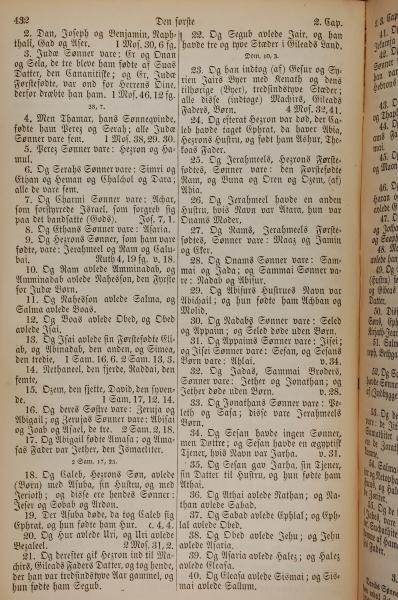 432
Den første
2. Cap.
2. Dan, Joseph og Benjamin, Naph-
thali, Gad og Aser. 1 Mos. 30, 6 fg.
3. Judæ Sønner vare: Er og Onan
og Sela, de tre bleve ham fødte af Suas
Datter, den Cananitiske; og Er, Judæ
Førstefødte, var ond for Herrens Øine,
derfor dræbte han ham. 1 Mos. 46, 12 fg.
38, 7.
4. Men Thamar, hans Sønneqvinde,
fødte ham Perez og Serah; alle Judæ
Sønner vare fem. 1 Mos. 38, 29. 30.
5. Perez Sønner vare: Hezron og Ha-
mul.
6. Og Serahs Sønner vare: Simri og
Ethan og Heman og Chalchol og Dara;
alle de vare fem.
7. Og Charmi Sønner vare: Achar,
som forstyrrede Israel, som forgreb sig
paa det bandsatte (Gods). Jos. 7, 1.
8. Og Ethans Sønner vare: Asaria.
9. Og Hezrons Sønner, som ham vare
fødte, vare: Jerahmeel og Ram og Calu-
bai. Ruth 4, 19 fg. v. 18.
10. Og Ram avlede Amminadab, og
Amminadab avlede Nahesson, den Fyrste
for Juda Børn.
11. Og Nahesson avlede Salma, og
Salma avlede Boas.
12. Og Boas avlede Obed, og Obed
avlede Isai.
13. Og Isai avlede sin Førstefødte Eli-
ab, og Abinadab, den anden, og Simea,
den tredie, 1 Sam. 16, 6. 2 Sam. 13, 3.
14. Nethaneel, den fjerde, Raddai, den
femte,
15. Ozem, den sjette, David, den syven-
de. 1 Sam. 17, 12. 14.
16. Og deres Søstre vare: Zeruja og
Abigail; og Zerujas Sønner vare: Abisai
og Joab og Asael, de tre. 2 Sam. 2, 18.
17. Og Abigail fødte Amasa; og Ama-
sas Fader var Jether, den Ismaeliter.
2 Sam. 17, 25.
18. Og Caleb, Hezrons Søn, avlede
(Børn) med Asuba, sin Hustru, og med
Jerioth; og disse ere hendes Sønner:
Jeser og Sobab og Ardon.
19. Der Asuba døde, da tog Caleb sig
Ephrat, og hun fødte ham Hur. c. 4, 4.
20. Og Hur avlede Uri, og Uri avlede
Bezaleel. 2 Mos. 31, 2.
21. Og derefter gik Hezron ind til Ma-
chirs, Gileads Faders Datter, og tog hende,
der han var tredsindstyve Aar gammel, og
hun fødte ham Segub.
22. Og Segub avlede Jair, og han
havde tre og tyve Stæder i Gileads Land.
Dom. 10, 3.
23. Og han indtog (af) Gesur og Sy-
rien Jairs Byer med Kenath og dens
tilhørige (Byer), tredsindstyve Stæder;
alle disse (indtoge) Machirs, Gileads
Faders, Børn. 4 Mos. 32, 41.
24. Og efterat Hezron var død, der Ca-
leb havde taget Ephrat, da haver Abia,
Hezrons Hustru, og født ham Ashur, The-
koas Fader.
25. Og Jerahmeels, Hezrons Første-
fødtes, Sønner vare: den Førstefødte
Ram, og Buna og Oren og Ozem, (af)
Ahia.
26. Og Jerahmeel havde en anden
Hustru, hvis Navn var Atara, hun var
Onams Moder.
27. Og Rams, Jerahmeels Første-
fødtes, Sønner vare: Maaz og Jamin
og Eker.
28. Og Onams Sønner vare: Sam-
mai og Jada; og Sammai Sønner va-
re: Nadab og Abisur.
29. Og Abisurs Hustrues Navn var
Abihail; og hun fødte ham Achban og
Molid.
30. Og Nadabs Sønner vare: Seled
og Appaim; og Seled døde uden Børn.
31. Og Appaims Sønner vare: Jisei;
og Jisei Sønner vare: Sesan, og Sesans
Børn vare: Ahlai. v. 34.
32. Og Jadas, Sammai Broders,
Sønner vare: Jether og Jonathan; og
Jether døde uden Børn. v. 28.
33. Og Jonathans Sønner vare: Pe-
leth og Sasa; disse vare Jerahmeels
Børn.
34. Og Sesan havde ingen Sønner,
men Døttre; og Sesan havde en ægyptisk
Tjener, hvis Navn var Jarha. v. 31.
35. Og Sesan gav Jarha, sin Tjener,
sin Datter til Hustru, og hun fødte ham
Athai.
36. Og Athai avlede Nathan; og Na-
than avlede Sabad.
37. Og Sabad avlede Ephlal; og Eph-
lal avlede Obed.
38. Og Obed avlede Jehu; og Jehu
avlede Asaria.
39. Og Asaria avlede Halez; og Halez
avlede Eleasa.
40. Og Eleasa avlede Sismai; og Sis-
mai avlede Sallum.